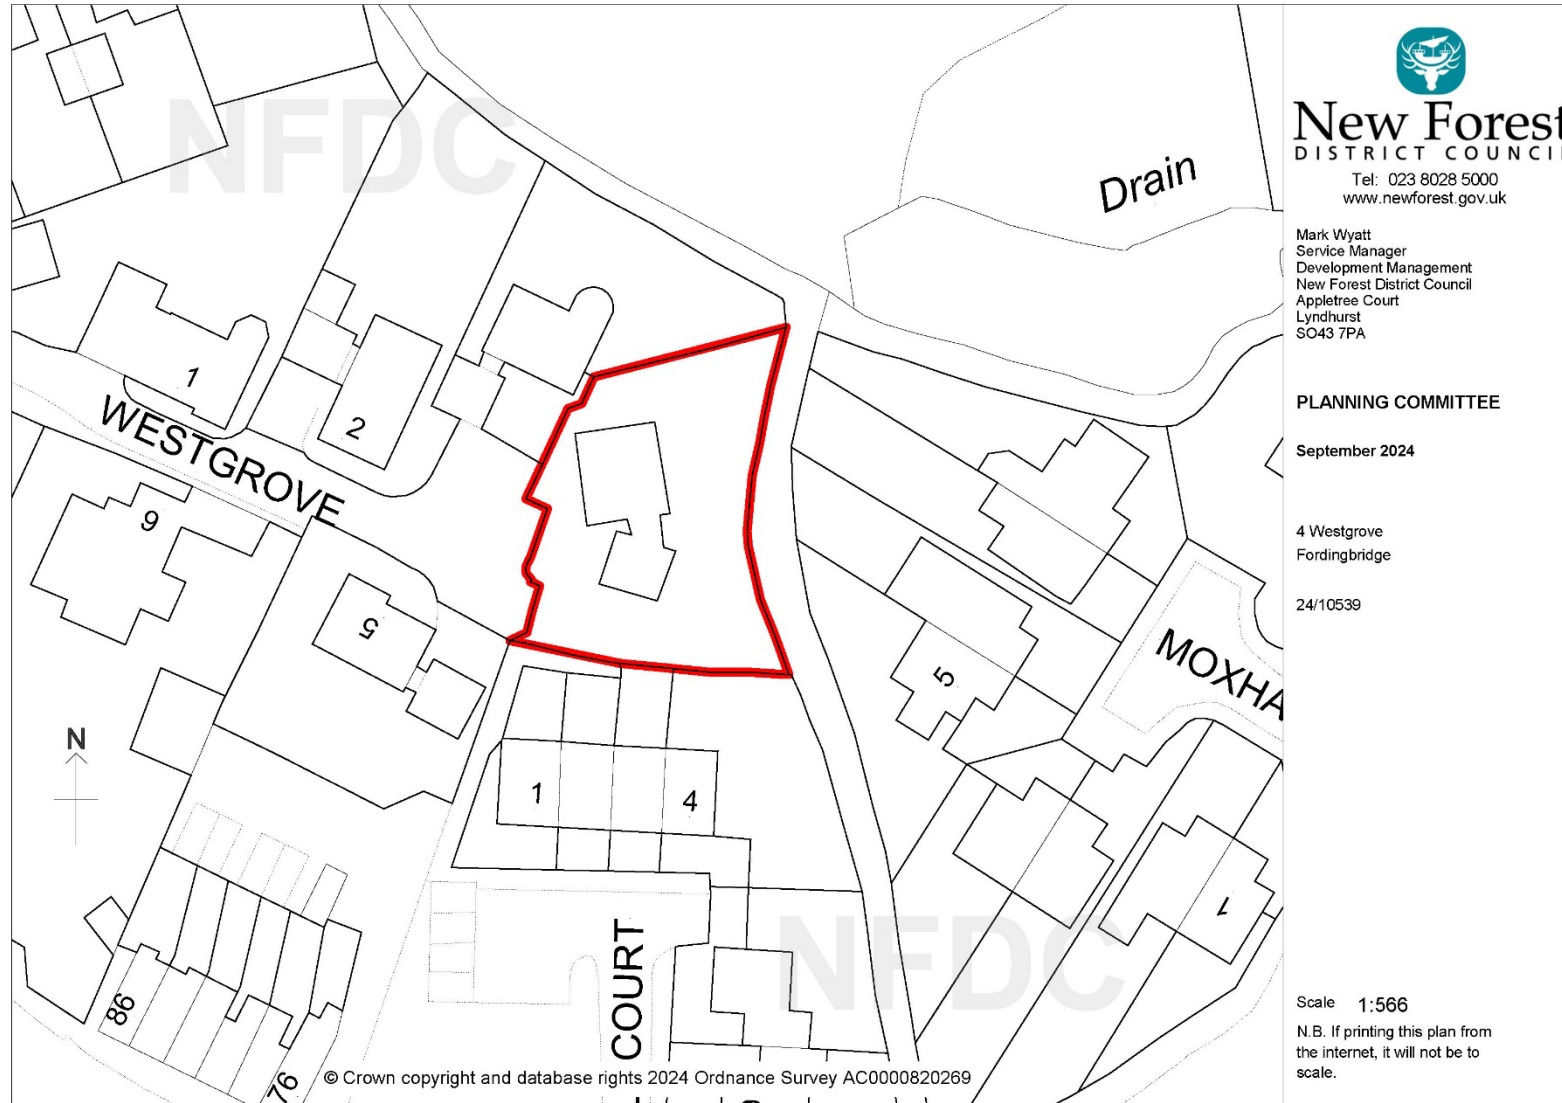 NFDC
Drain
1
2
WESTGROVE
9
5
5
MOXHA
N
1
4
1
COURT
NFDC
86
76
© Crown copyright and database rights 2024 Ordnance Survey AC0000820269
New Forest
DISTRICT COUNCIL
Tel: 023 8028 5000
www.newforest.gov.uk
Mark Wyatt
Service Manager
Development Management
New Forest District Council
Appletree Court
Lyndhurst
SO43 7PA
PLANNING COMMITTEE
September 2024
4 Westgrove
Fordingbridge
24/10539
Scale 1:566
N.B. If printing this plan from
the internet, it will not be to
scale.